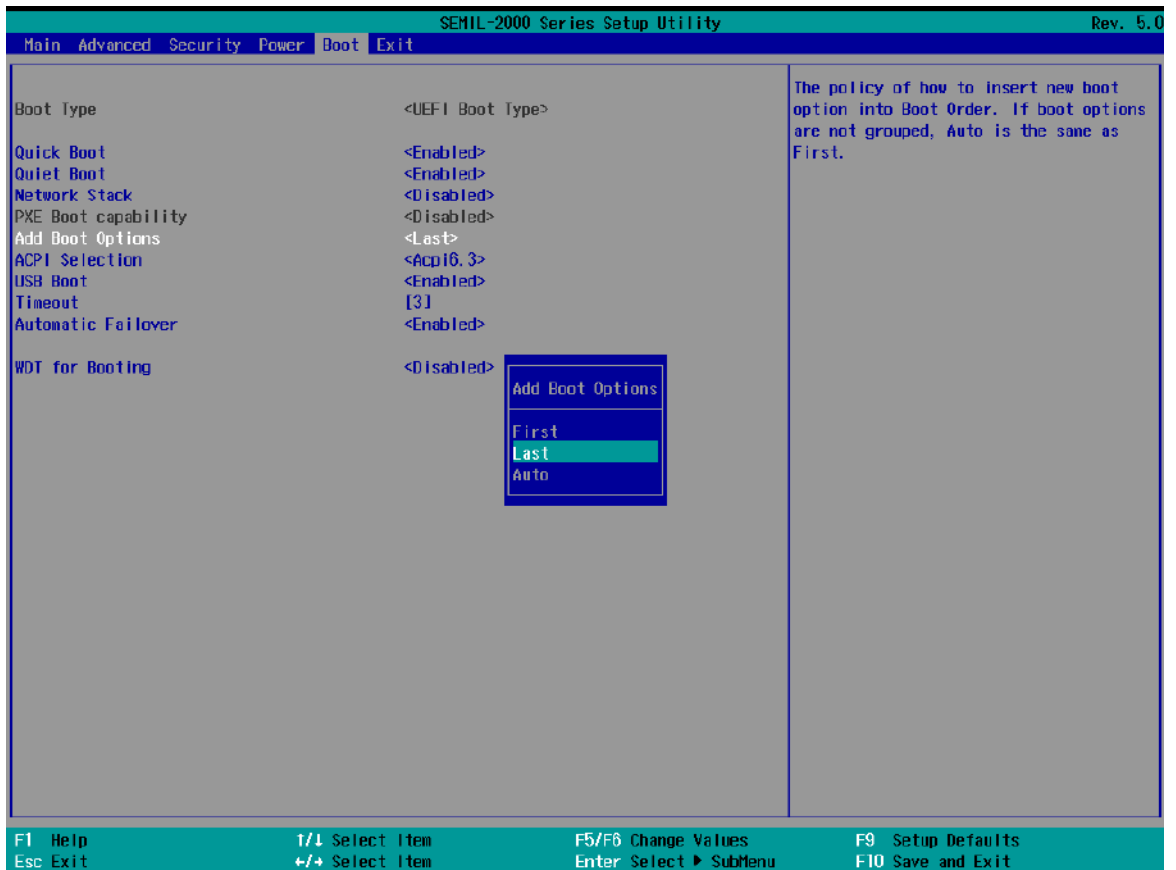 SEMIL-2000 Series Setup Utility Rev. 5.0
Main Advanced Security Power Boot Exit
Boot Type <UEFI Boot Type>
Quick Boot <Enabled>
Quiet Boot <Enabled>
Network Stack <Disabled>
PXE Boot capability <Disabled>
Add Boot Options <Last>
ACPI Selection <Acpi6.3>
USB Boot <Enabled>
Timeout [3]
Automatic Failover <Enabled>
WDT for Booting <Disabled>
Add Boot Options
First
Last
Auto
The policy of how to insert new boot
option into Boot Order. If boot options
are not grouped, Auto is the same as
First.
F1 Help ↑/↓ Select Item F5/F6 Change Values F9 Setup Defaults
Esc Exit ←/→ Select Item Enter Select ▶ SubMenu F10 Save and Exit